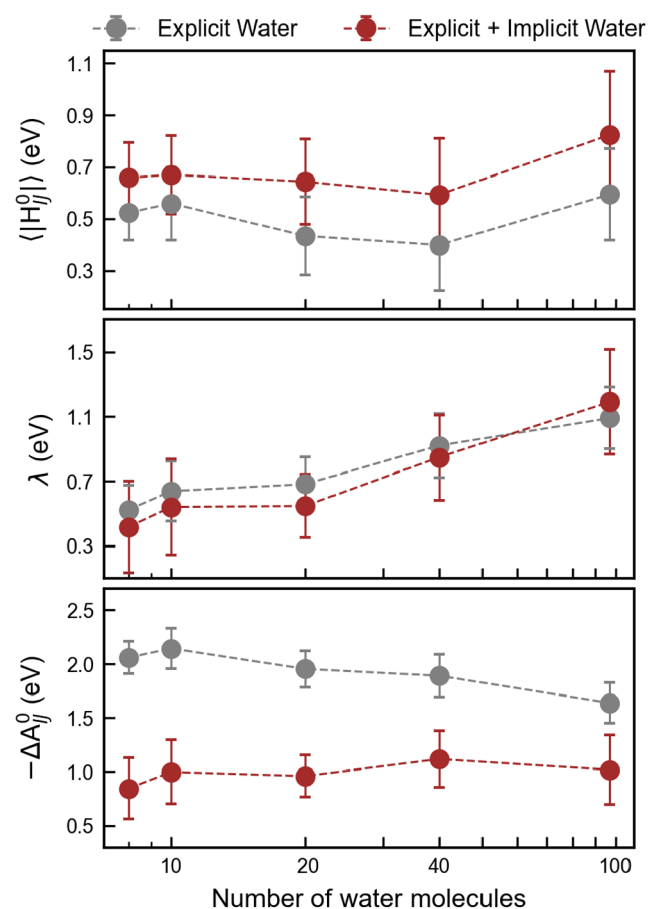 Explicit Water Explicit + Implicit Water
1.1
0.9
0.7
0.5
0.3
⟨|H⁰ᵢⱼ|⟩ (eV)
1.5
1.1
0.7
0.3
λ (eV)
2.5
2.0
1.5
1.0
0.5
−ΔA⁰ᵢⱼ (eV)
10 20 40 100
Number of water molecules